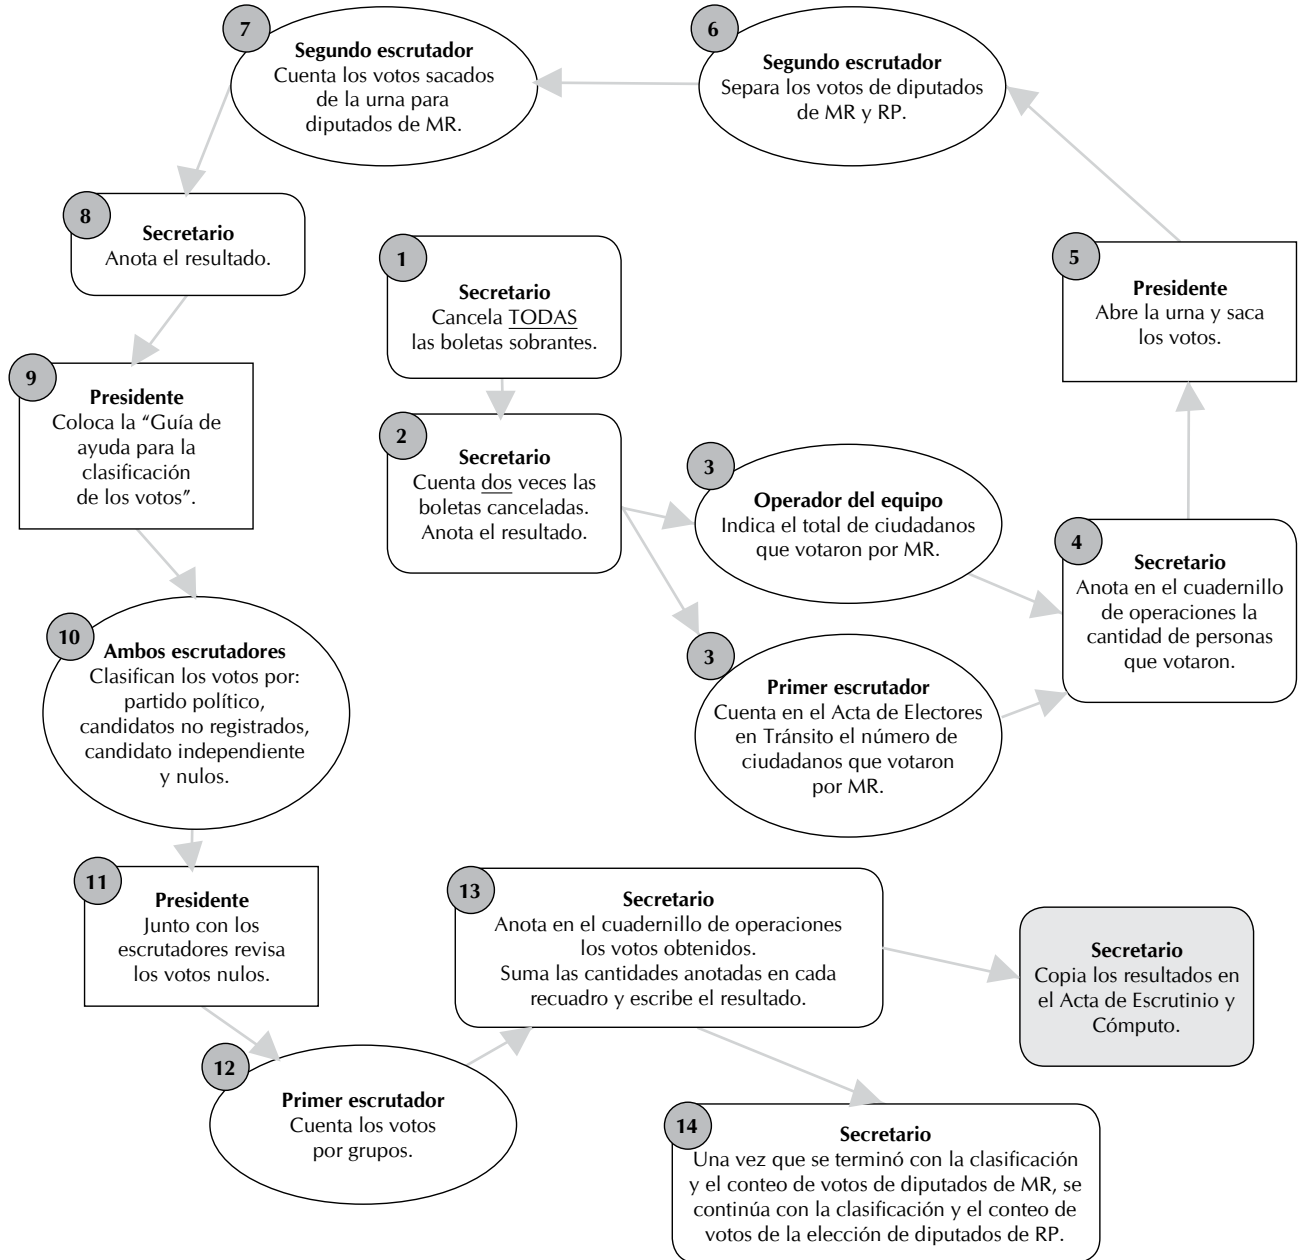 1
Secretario
Cancela TODAS
las boletas sobrantes.
2
Secretario
Cuenta dos veces las
boletas canceladas.
Anota el resultado.
3
Operador del equipo
Indica el total de ciudadanos
que votaron por MR.
3
Primer escrutador
Cuenta en el Acta de Electores
en Tránsito el número de
ciudadanos que votaron
por MR.
4
Secretario
Anota en el cuadernillo
de operaciones la
cantidad de personas
que votaron.
5
Presidente
Abre la urna y saca
los votos.
6
Segundo escrutador
Separa los votos de diputados
de MR y RP.
7
Segundo escrutador
Cuenta los votos sacados
de la urna para
diputados de MR.
8
Secretario
Anota el resultado.
9
Presidente
Coloca la “Guía de
ayuda para la
clasificación
de los votos”.
10
Ambos escrutadores
Clasifican los votos por:
partido político,
candidatos no registrados,
candidato independiente
y nulos.
11
Presidente
Junto con los
escrutadores revisa
los votos nulos.
12
Primer escrutador
Cuenta los votos
por grupos.
13
Secretario
Anota en el cuadernillo de operaciones
los votos obtenidos.
Suma las cantidades anotadas en cada
recuadro y escribe el resultado.
Secretario
Copia los resultados en
el Acta de Escrutinio y
Cómputo.
14
Secretario
Una vez que se terminó con la clasificación
y el conteo de votos de diputados de MR, se
continúa con la clasificación y el conteo de
votos de la elección de diputados de RP.